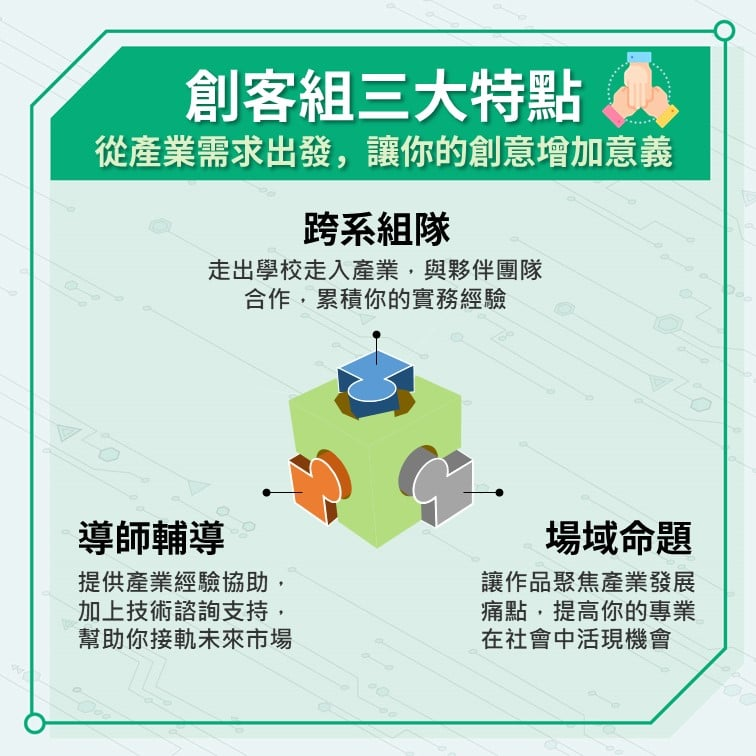 創客組三大特點
從產業需求出發，讓你的創意增加意義
跨系組隊
走出學校走入產業，與夥伴團隊
合作，累積你的實務經驗
導師輔導
提供產業經驗協助，
加上技術諮詢支持，
幫助你接軌未來市場
場域命題
讓作品聚焦產業發展
痛點，提高你的專業
在社會中活現機會